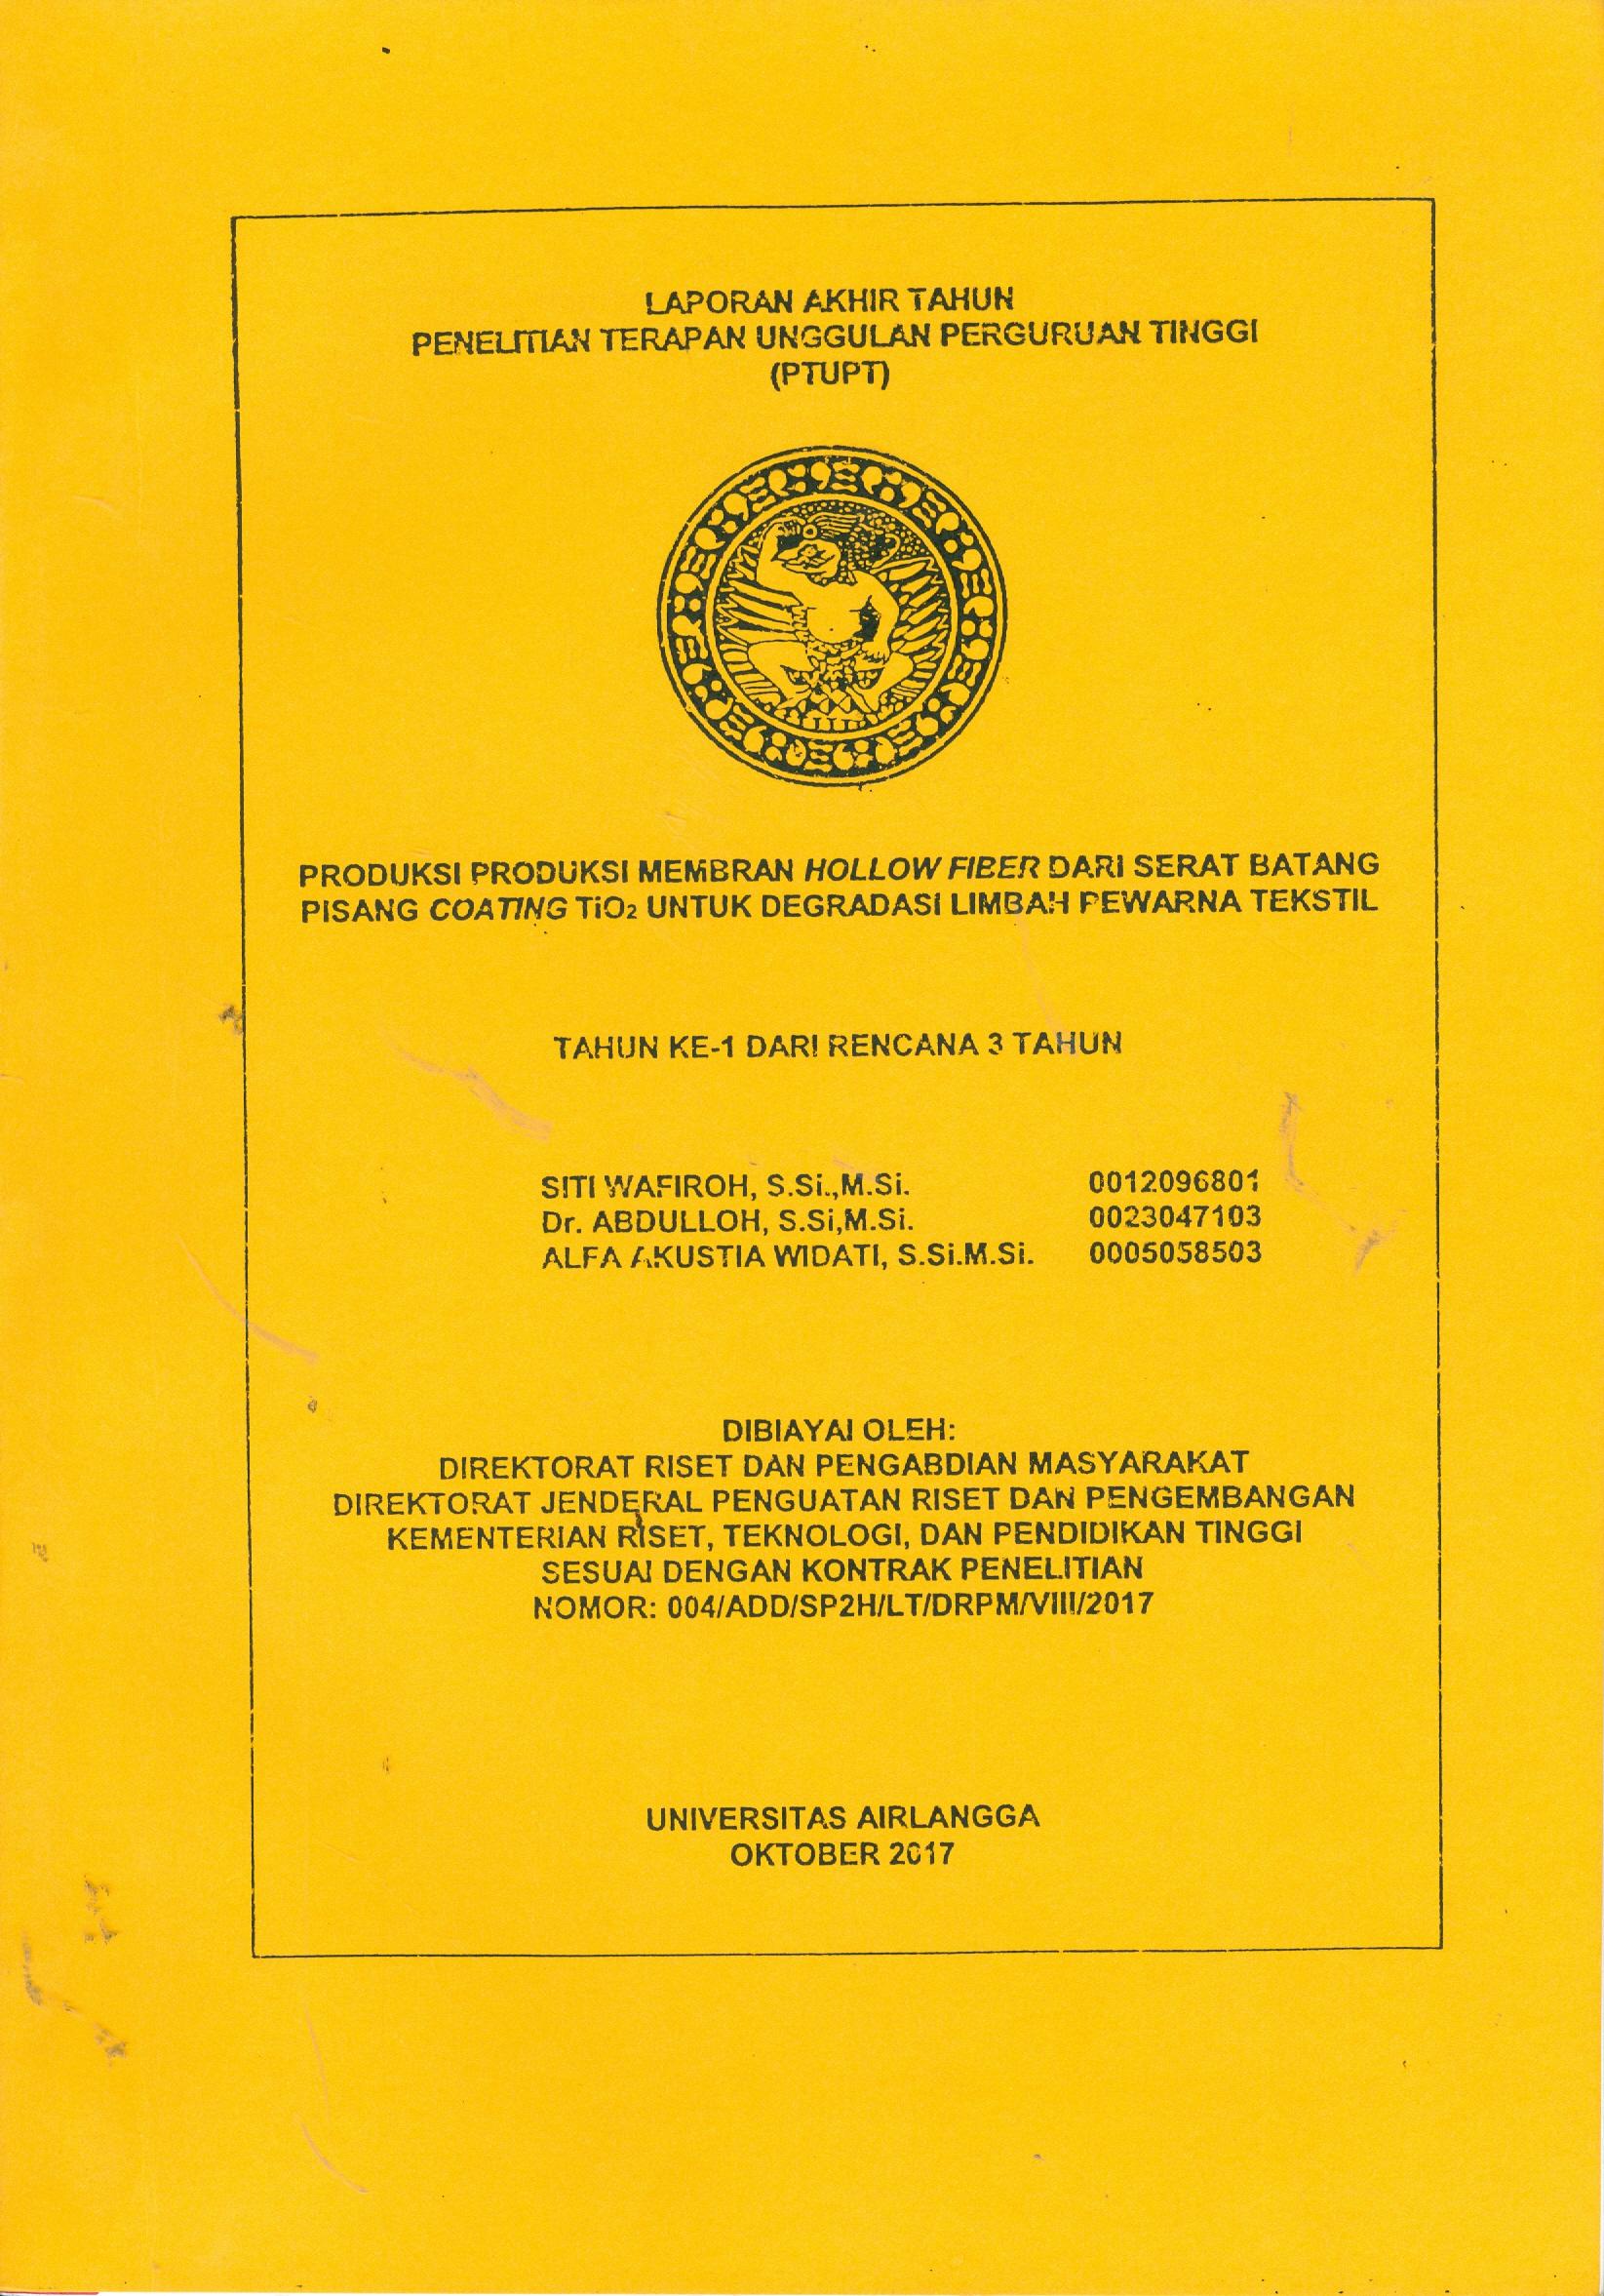 LAPORAN AKHIR TAHUN
PENELITIAN TERAPAN UNGGULAN PERGURUAN TINGGI
(PTUPT)
PRODUKSI PRODUKSI MEMBRAN HOLLOW FIBER DARI SERAT BATANG
PISANG COATING TiO₂ UNTUK DEGRADASI LIMBAH PEWARNA TEKSTIL
TAHUN KE-1 DARI RENCANA 3 TAHUN
SITI WAFIROH, S.Si.,M.Si. 0012096801
Dr. ABDULLOH, S.Si,M.Si. 0023047103
ALFA AKUSTIA WIDATI, S.Si.M.Si. 0005058503
DIBIAYAI OLEH:
DIREKTORAT RISET DAN PENGABDIAN MASYARAKAT
DIREKTORAT JENDERAL PENGUATAN RISET DAN PENGEMBANGAN
KEMENTERIAN RISET, TEKNOLOGI, DAN PENDIDIKAN TINGGI
SESUAI DENGAN KONTRAK PENELITIAN
NOMOR: 004/ADD/SP2H/LT/DRPM/VIII/2017
UNIVERSITAS AIRLANGGA
OKTOBER 2017